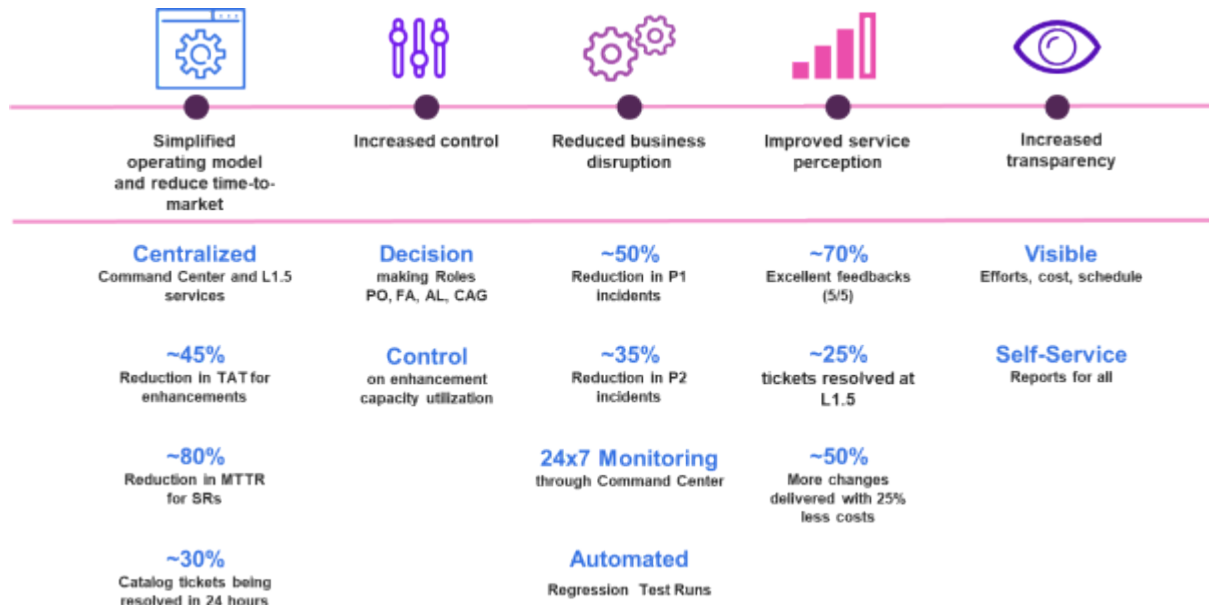 Simplified
operating model
and reduce time-to-
market
Increased control
Reduced business
disruption
Improved service
perception
Increased
transparency
Centralized
Command Center and L1.5
services
~45%
Reduction in TAT for
enhancements
~80%
Reduction in MTTR
for SRs
~30%
Catalog tickets being
resolved in 24 hours
Decision
making Roles
PO, FA, AL, CAG
Control
on enhancement
capacity utilization
~50%
Reduction in P1
incidents
~35%
Reduction in P2
incidents
24x7 Monitoring
through Command Center
Automated
Regression Test Runs
~70%
Excellent feedbacks
(5/5)
~25%
tickets resolved at
L1.5
~50%
More changes
delivered with 25%
less costs
Visible
Efforts, cost, schedule
Self-Service
Reports for all